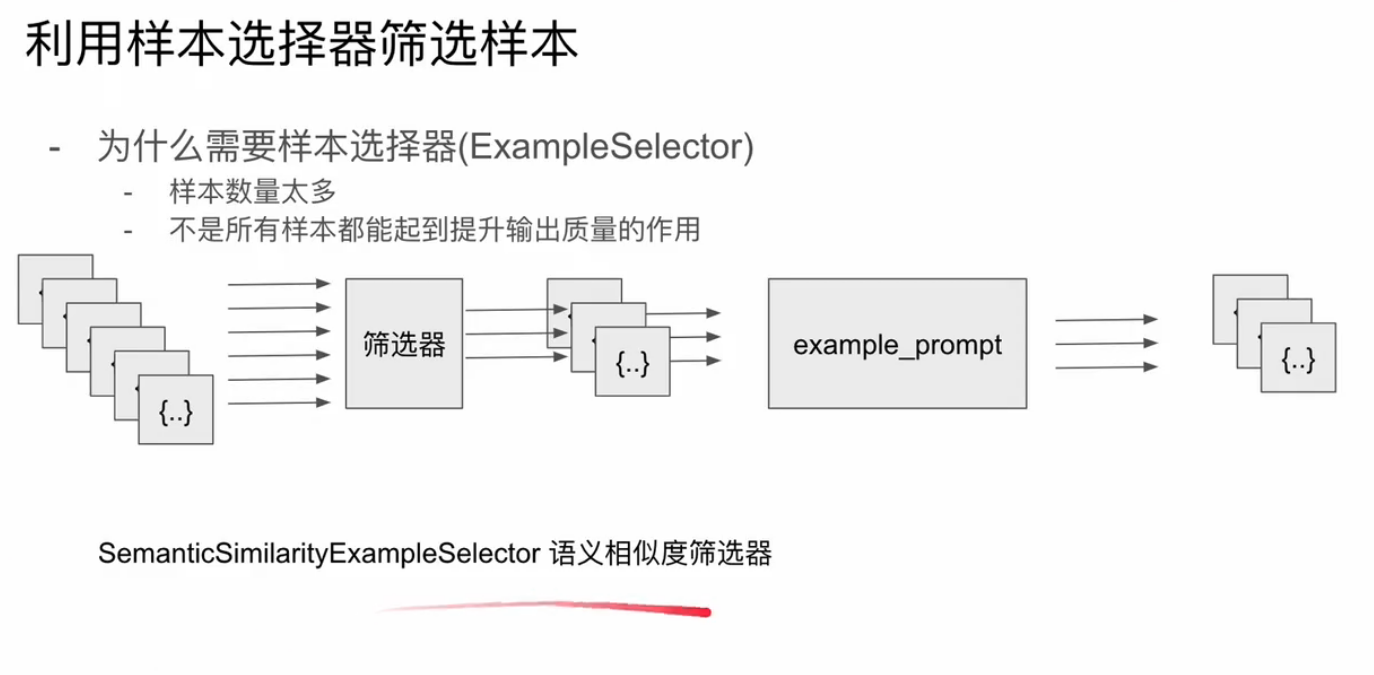 利用样本选择器筛选样本
- 为什么需要样本选择器(ExampleSelector)
- 样本数量太多
- 不是所有样本都能起到提升输出质量的作用
{..}
筛选器
{..}
example_prompt
{..}
SemanticSimilarityExampleSelector 语义相似度筛选器